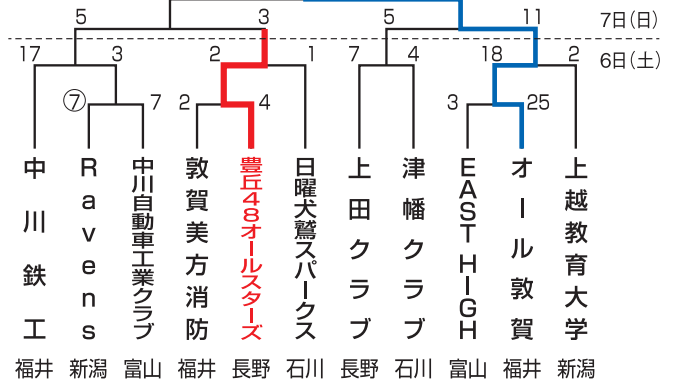 5 3 5 11 7日(日)
17 3 2 1 7 4 18 2 6日(土)
⑦ 7 2 4 3 25
中川鉄工
Ravens
中川自動車工業クラブ
敦賀美方消防
豊丘48オールスターズ
日曜犬鷲スパークス
上田クラブ
津幡クラブ
EAST HIGH
オール敦賀
上越教育大学
福井 新潟 富山 福井 長野 石川 長野 石川 富山 福井 新潟